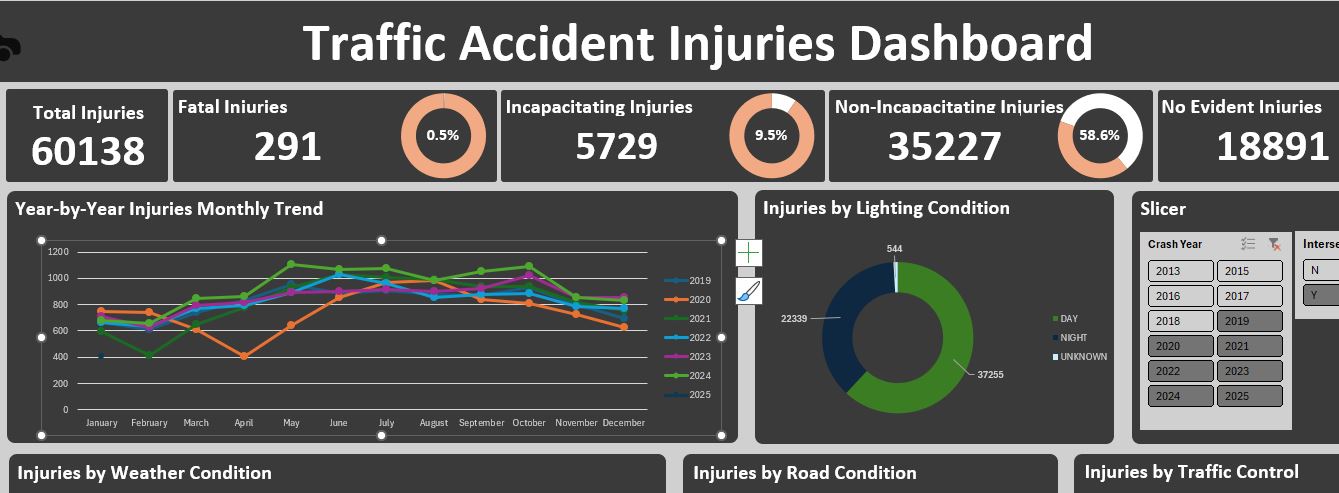 Traffic Accident Injuries Dashboard
Total Injuries
60138
Fatal Injuries
291
0.5%
Incapacitating Injuries
5729
9.5%
Non-Incapacitating Injuries
35227
58.6%
No Evident Injuries
18891
Year-by-Year Injuries Monthly Trend
1200
1000
800
600
400
200
0
January February March April May June July August September October November December
2019
2020
2021
2022
2023
2024
2025
Injuries by Lighting Condition
544
22339
37255
DAY
NIGHT
UNKNOWN
Slicer
Crash Year
2013 2015
2016 2017
2018 2019
2020 2021
2022 2023
2024 2025
N
Y
Injuries by Weather Condition
Injuries by Road Condition
Injuries by Traffic Control